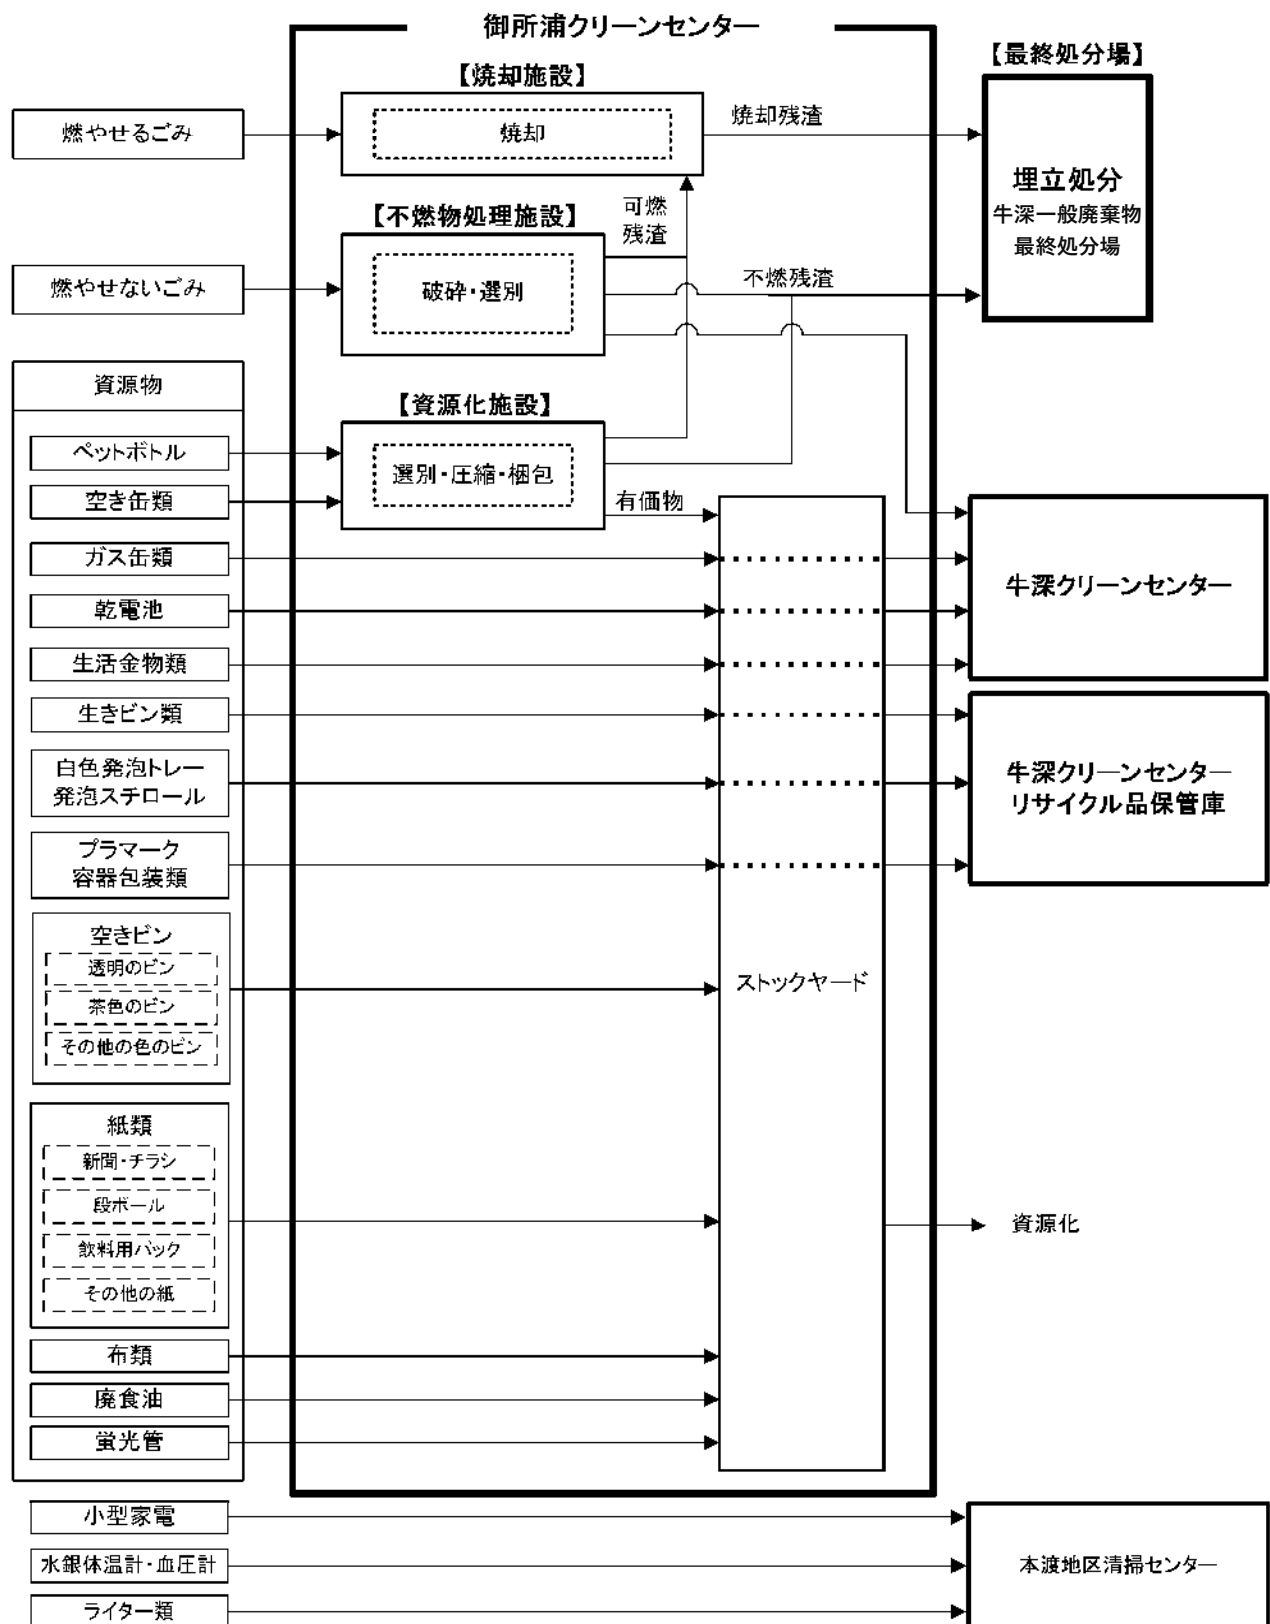 御所浦クリーンセンター
【最終処分場】
【焼却施設】
燃やせるごみ
焼却
焼却残渣
埋立処分
牛深一般廃棄物
最終処分場
【不燃物処理施設】
可燃
残渣
燃やせないごみ
破砕・選別
不燃残渣
資源物
【資源化施設】
ペットボトル
選別・圧縮・梱包
空き缶類
有価物
ガス缶類
牛深クリーンセンター
乾電池
生活金物類
生きビン類
白色発泡トレー
発泡スチロール
牛深クリーンセンター
リサイクル品保管庫
プラマーク
容器包装類
空きビン
透明のビン
茶色のビン
その他の色のビン
ストックヤード
紙類
新聞・チラシ
段ボール
飲料用パック
その他の紙
資源化
布類
廃食油
蛍光管
小型家電
水銀体温計・血圧計
本渡地区清掃センター
ライター類